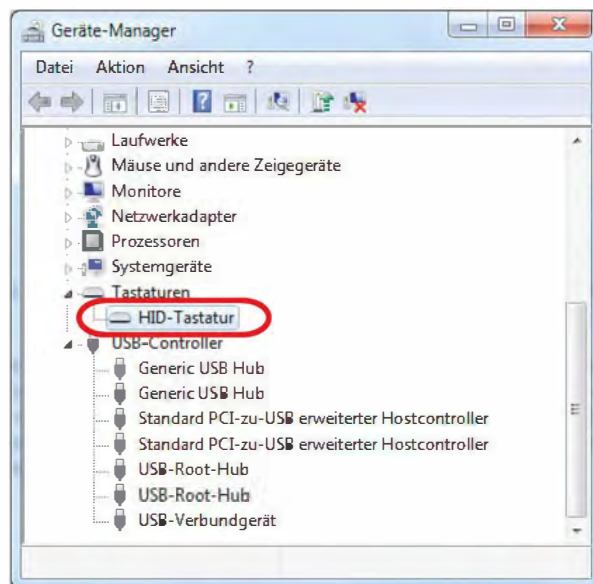 Geräte-Manager
Datei Aktion Ansicht ?
Laufwerke
Mäuse und andere Zeigegeräte
Monitore
Netzwerkadapter
Prozessoren
Systemgeräte
Tastaturen
HID-Tastatur
USB-Controller
Generic USB Hub
Generic USB Hub
Standard PCI-zu-USB erweiterter Hostcontroller
Standard PCI-zu-USB erweiterter Hostcontroller
USB-Root-Hub
USB-Root-Hub
USB-Verbundgerät